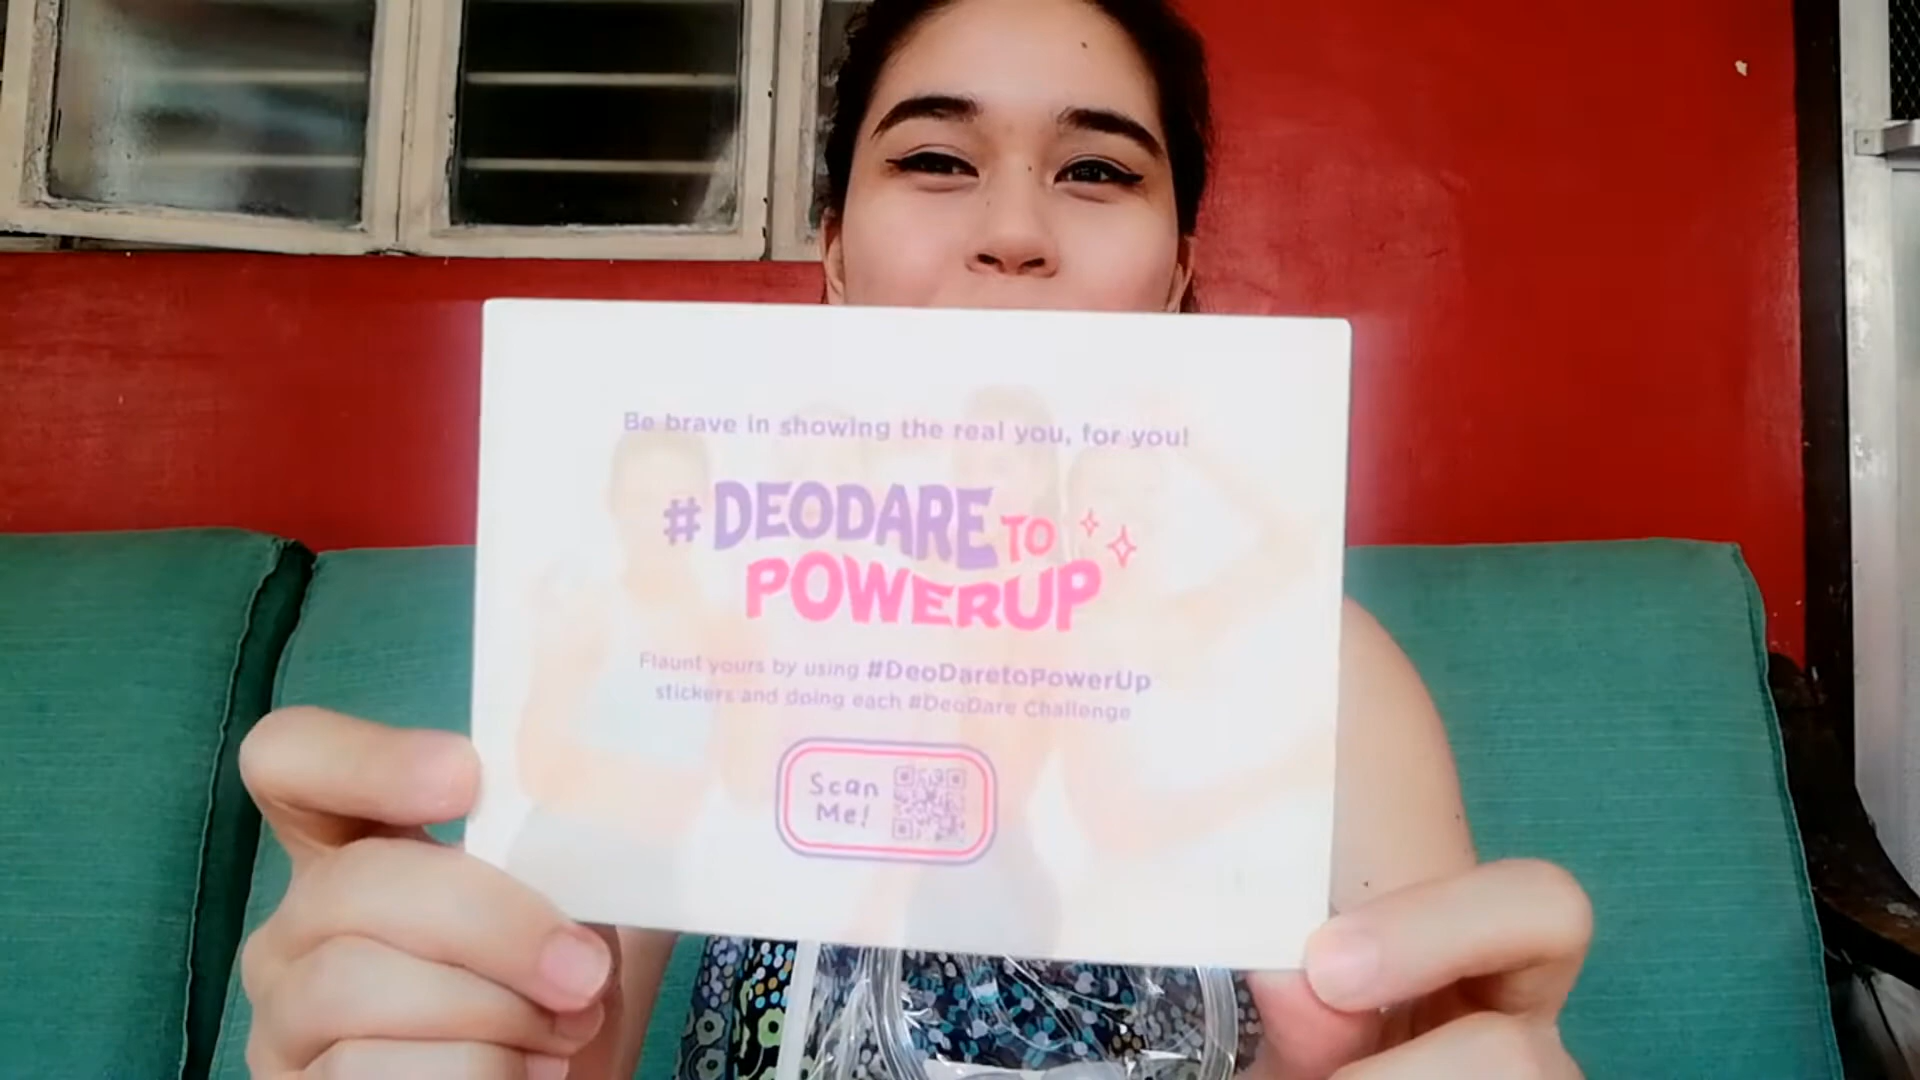 Be brave in showing the real you, for you!
#DEODARE TO
POWERUP
Flaunt yours by using #DeoDaretoPowerUp
stickers and doing each #DeoDare Challenge
Scan
Me!